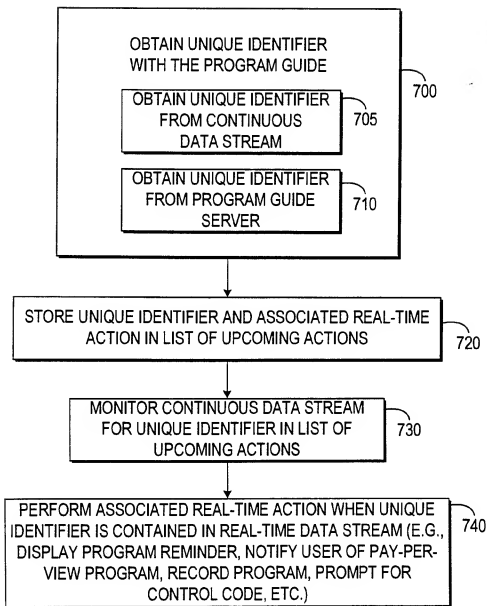 OBTAIN UNIQUE IDENTIFIER
WITH THE PROGRAM GUIDE
700
OBTAIN UNIQUE IDENTIFIER
FROM CONTINUOUS
DATA STREAM
705
OBTAIN UNIQUE IDENTIFIER
FROM PROGRAM GUIDE
SERVER
710
STORE UNIQUE IDENTIFIER AND ASSOCIATED REAL-TIME
ACTION IN LIST OF UPCOMING ACTIONS
720
MONITOR CONTINUOUS DATA STREAM
FOR UNIQUE IDENTIFIER IN LIST OF
UPCOMING ACTIONS
730
PERFORM ASSOCIATED REAL-TIME ACTION WHEN UNIQUE
IDENTIFIER IS CONTAINED IN REAL-TIME DATA STREAM (E.G.,
DISPLAY PROGRAM REMINDER, NOTIFY USER OF PAY-PER-
VIEW PROGRAM, RECORD PROGRAM, PROMPT FOR
CONTROL CODE, ETC.)
740